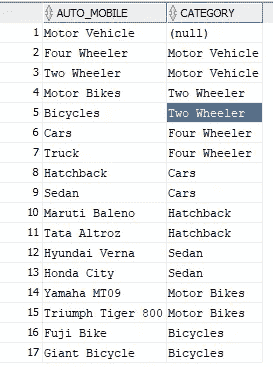 AUTO_MOBILE CATEGORY
1 Motor Vehicle (null)
2 Four Wheeler Motor Vehicle
3 Two Wheeler Motor Vehicle
4 Motor Bikes Two Wheeler
5 Bicycles Two Wheeler
6 Cars Four Wheeler
7 Truck Four Wheeler
8 Hatchback Cars
9 Sedan Cars
10 Maruti Baleno Hatchback
11 Tata Altroz Hatchback
12 Hyundai Verna Sedan
13 Honda City Sedan
14 Yamaha MT09 Motor Bikes
15 Triumph Tiger 800 Motor Bikes
16 Fuji Bike Bicycles
17 Giant Bicycle Bicycles